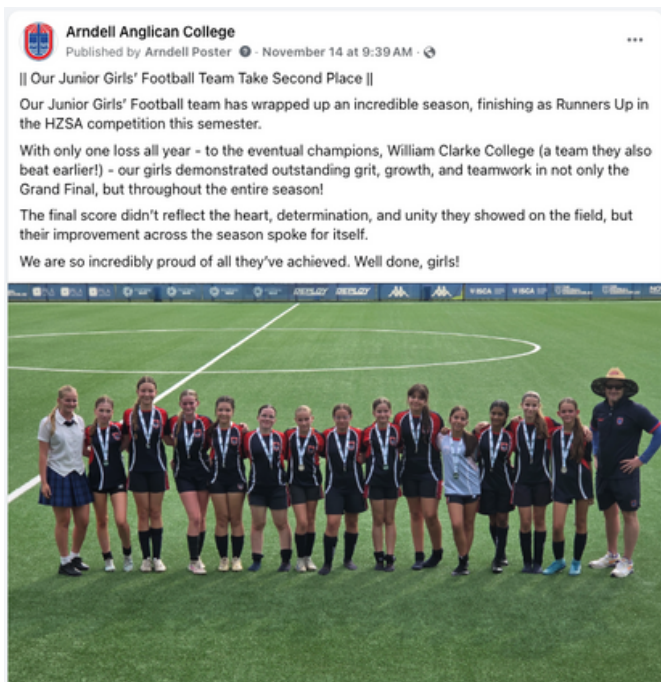 Arndell Anglican College
Published by Arndell Poster · November 14 at 9:39 AM ·
|| Our Junior Girls' Football Team Take Second Place ||
Our Junior Girls' Football team has wrapped up an incredible season, finishing as Runners Up in
the HZSA competition this semester.
With only one loss all year - to the eventual champions, William Clarke College (a team they also
beat earlier!) - our girls demonstrated outstanding grit, growth, and teamwork in not only the
Grand Final, but throughout the entire season!
The final score didn't reflect the heart, determination, and unity they showed on the field, but
their improvement across the season spoke for itself.
We are so incredibly proud of all they've achieved. Well done, girls!
DEPLOY DEPLOY ISCA ISCA